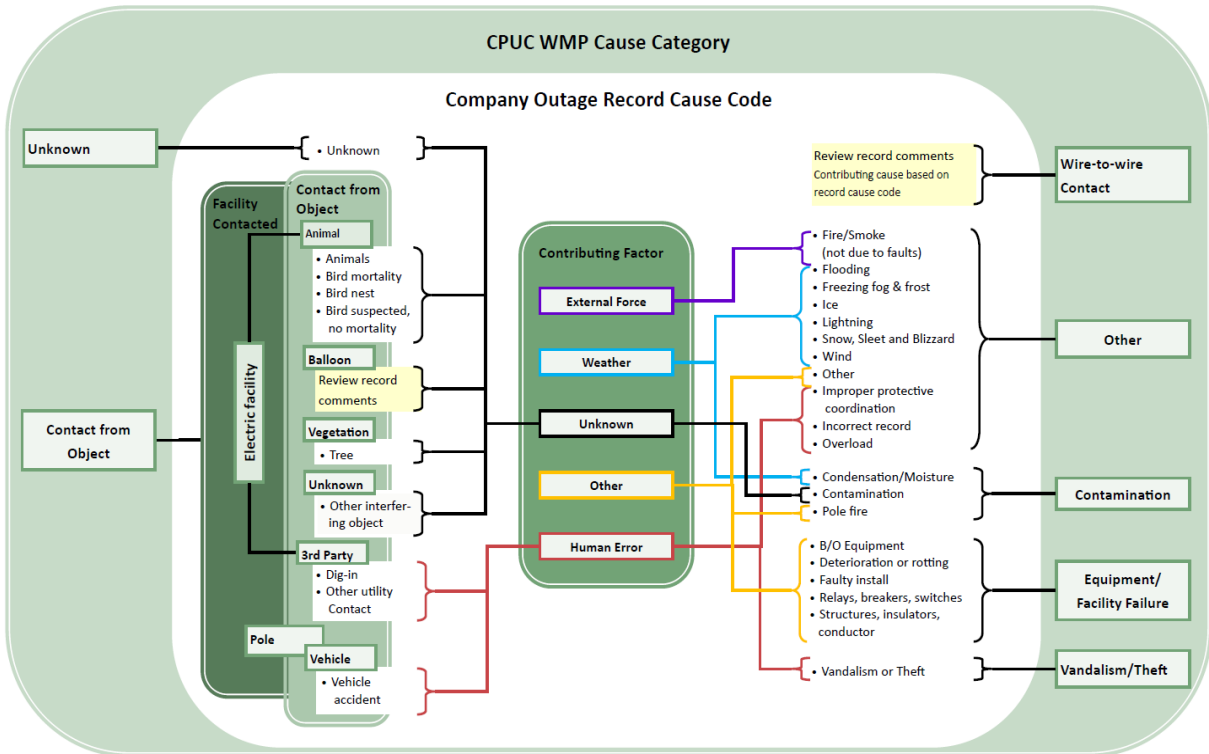 CPUC WMP Cause Category
Company Outage Record Cause Code
Unknown
• Unknown
Facility
Contacted
Contact from
Object
Animal
• Animals
• Bird mortality
• Bird nest
• Bird suspected,
no mortality
Balloon
Review record
comments
Vegetation
• Tree
Unknown
• Other interfer-
ing object
3rd Party
• Dig-in
• Other utility
Contact
Pole
Vehicle
• Vehicle
accident
Electric facility
Contact from
Object
Contributing Factor
External Force
Weather
Unknown
Other
Human Error
Review record comments
Contributing cause based on
record cause code
• Fire/Smoke
(not due to faults)
• Flooding
• Freezing fog & frost
• Ice
• Lightning
• Snow, Sleet and Blizzard
• Wind
• Other
• Improper protective
coordination
• Incorrect record
• Overload
• Condensation/Moisture
• Contamination
• Pole fire
• B/O Equipment
• Deterioration or rotting
• Faulty install
• Relays, breakers, switches
• Structures, insulators,
conductor
• Vandalism or Theft
Wire-to-wire
Contact
Other
Contamination
Equipment/
Facility Failure
Vandalism/Theft